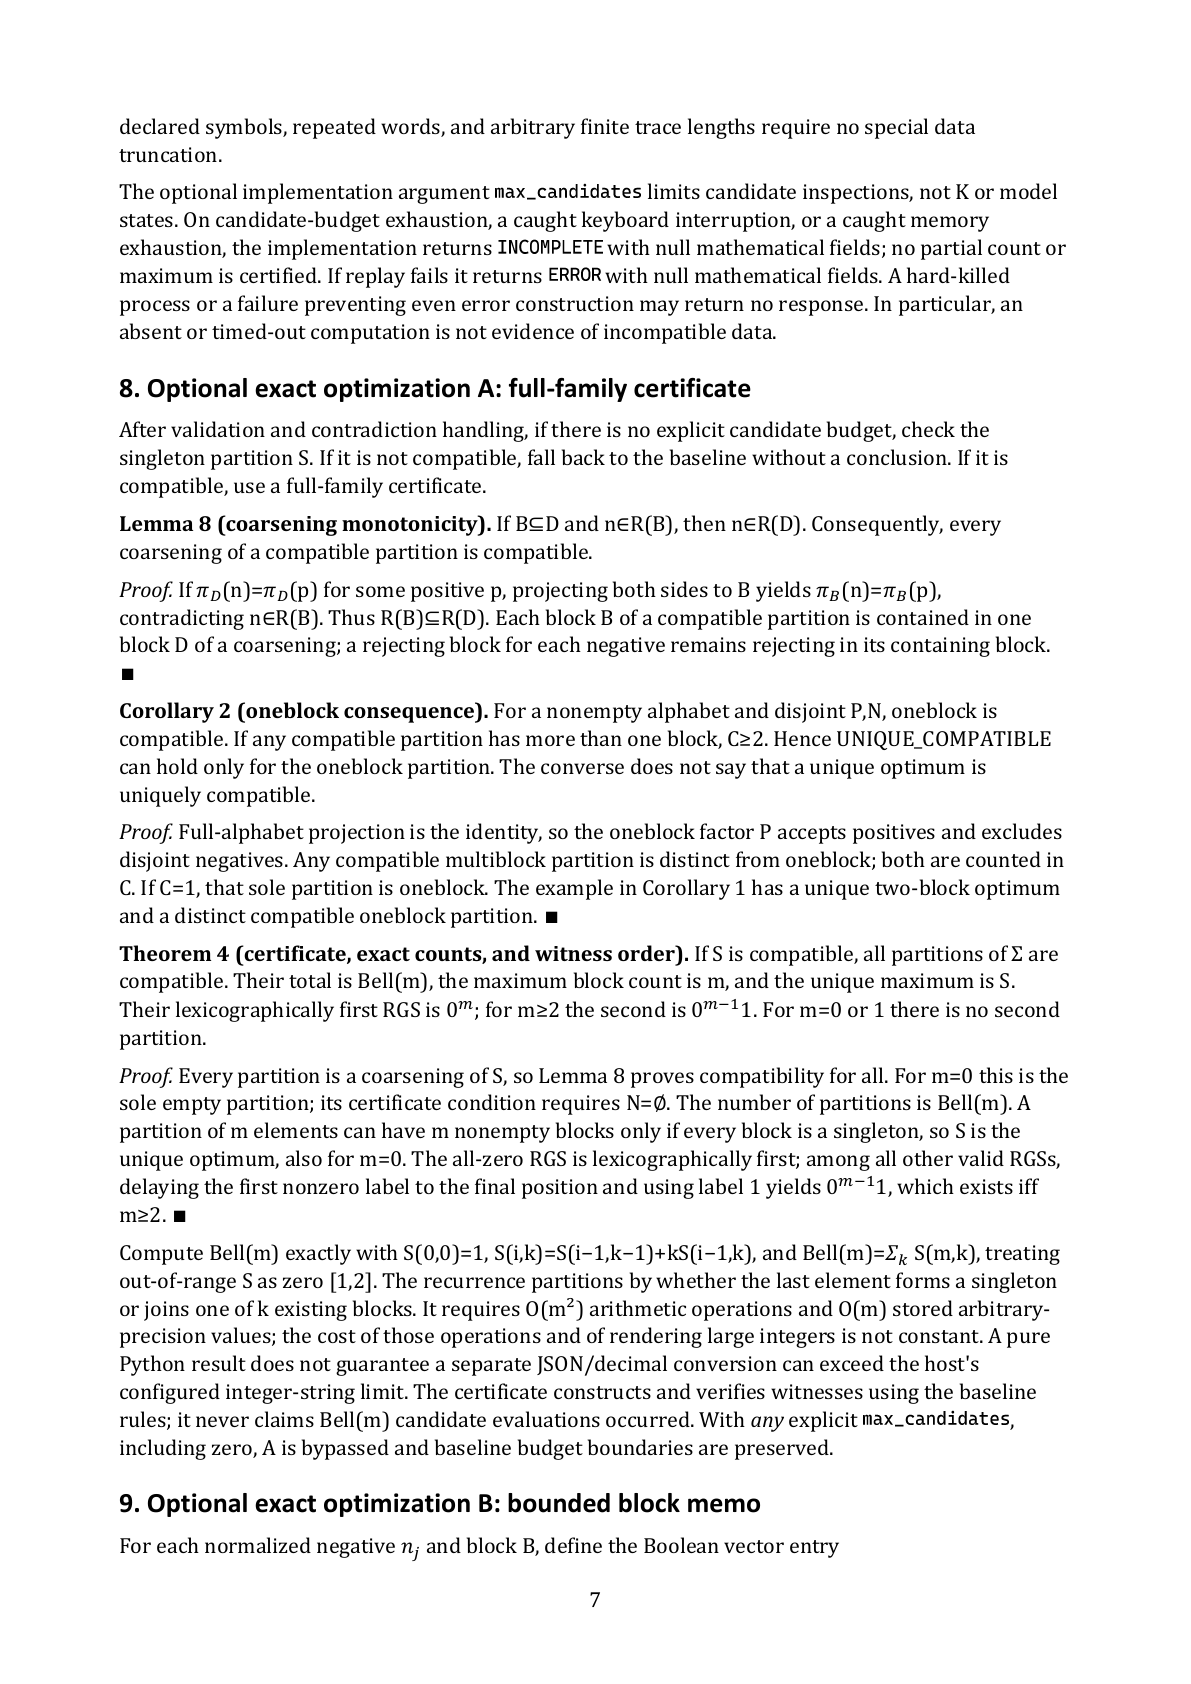 declared symbols, repeated words, and arbitrary finite trace lengths require no special data
truncation.
The optional implementation argument max_candidates limits candidate inspections, not K or model
states. On candidate-budget exhaustion, a caught keyboard interruption, or a caught memory
exhaustion, the implementation returns INCOMPLETE with null mathematical fields; no partial count or
maximum is certified. If replay fails it returns ERROR with null mathematical fields. A hard-killed
process or a failure preventing even error construction may return no response. In particular, an
absent or timed-out computation is not evidence of incompatible data.
8. Optional exact optimization A: full-family certificate
After validation and contradiction handling, if there is no explicit candidate budget, check the
singleton partition S. If it is not compatible, fall back to the baseline without a conclusion. If it is
compatible, use a full-family certificate.
Lemma 8 (coarsening monotonicity). If B⊆D and n∈R(B), then n∈R(D). Consequently, every
coarsening of a compatible partition is compatible.
Proof. If π_D(n)=π_D(p) for some positive p, projecting both sides to B yields π_B(n)=π_B(p),
contradicting n∈R(B). Thus R(B)⊆R(D). Each block B of a compatible partition is contained in one
block D of a coarsening; a rejecting block for each negative remains rejecting in its containing block.
■
Corollary 2 (oneblock consequence). For a nonempty alphabet and disjoint P,N, oneblock is
compatible. If any compatible partition has more than one block, C≥2. Hence UNIQUE_COMPATIBLE
can hold only for the oneblock partition. The converse does not say that a unique optimum is
uniquely compatible.
Proof. Full-alphabet projection is the identity, so the oneblock factor P accepts positives and excludes
disjoint negatives. Any compatible multiblock partition is distinct from oneblock; both are counted in
C. If C=1, that sole partition is oneblock. The example in Corollary 1 has a unique two-block optimum
and a distinct compatible oneblock partition. ■
Theorem 4 (certificate, exact counts, and witness order). If S is compatible, all partitions of Σ are
compatible. Their total is Bell(m), the maximum block count is m, and the unique maximum is S.
Their lexicographically first RGS is 0^m; for m≥2 the second is 0^{m−1}1. For m=0 or 1 there is no second
partition.
Proof. Every partition is a coarsening of S, so Lemma 8 proves compatibility for all. For m=0 this is the
sole empty partition; its certificate condition requires N=∅. The number of partitions is Bell(m). A
partition of m elements can have m nonempty blocks only if every block is a singleton, so S is the
unique optimum, also for m=0. The all-zero RGS is lexicographically first; among all other valid RGSs,
delaying the first nonzero label to the final position and using label 1 yields 0^{m−1}1, which exists iff
m≥2. ■
Compute Bell(m) exactly with S(0,0)=1, S(i,k)=S(i−1,k−1)+kS(i−1,k), and Bell(m)=Σ_k S(m,k), treating
out-of-range S as zero [1,2]. The recurrence partitions by whether the last element forms a singleton
or joins one of k existing blocks. It requires O(m²) arithmetic operations and O(m) stored arbitrary-
precision values; the cost of those operations and of rendering large integers is not constant. A pure
Python result does not guarantee a separate JSON/decimal conversion can exceed the host's
configured integer-string limit. The certificate constructs and verifies witnesses using the baseline
rules; it never claims Bell(m) candidate evaluations occurred. With any explicit max_candidates,
including zero, A is bypassed and baseline budget boundaries are preserved.
9. Optional exact optimization B: bounded block memo
For each normalized negative n_j and block B, define the Boolean vector entry
7